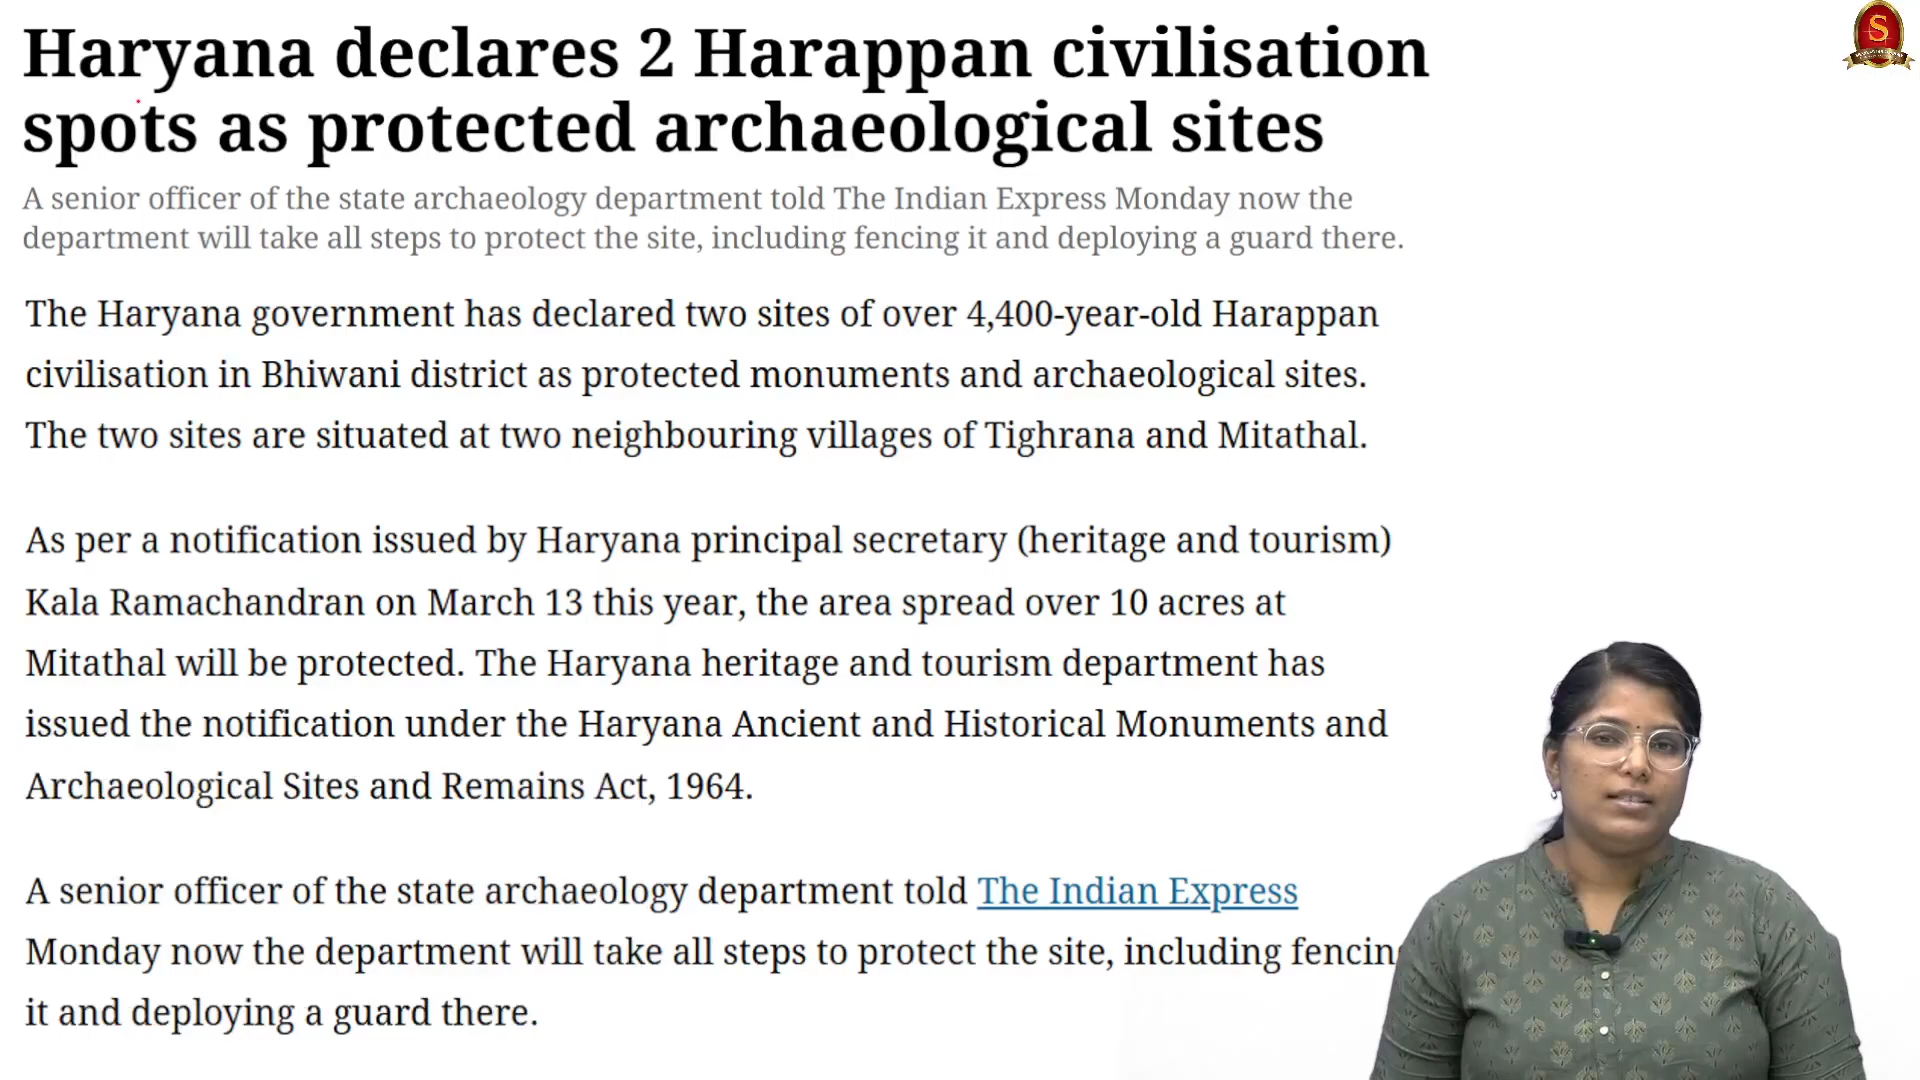 Haryana declares 2 Harappan civilisation
spots as protected archaeological sites
A senior officer of the state archaeology department told The Indian Express Monday now the
department will take all steps to protect the site, including fencing it and deploying a guard there.
The Haryana government has declared two sites of over 4,400-year-old Harappan
civilisation in Bhiwani district as protected monuments and archaeological sites.
The two sites are situated at two neighbouring villages of Tighrana and Mitathal.
As per a notification issued by Haryana principal secretary (heritage and tourism)
Kala Ramachandran on March 13 this year, the area spread over 10 acres at
Mitathal will be protected. The Haryana heritage and tourism department has
issued the notification under the Haryana Ancient and Historical Monuments and
Archaeological Sites and Remains Act, 1964.
A senior officer of the state archaeology department told The Indian Express
Monday now the department will take all steps to protect the site, including fencin
it and deploying a guard there.
S